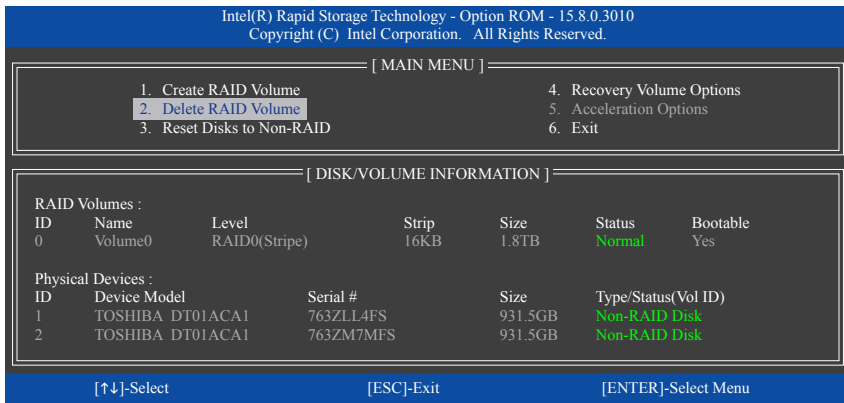 Intel(R) Rapid Storage Technology - Option ROM - 15.8.0.3010
Copyright (C) Intel Corporation. All Rights Reserved.
[ MAIN MENU ]
1. Create RAID Volume
2. Delete RAID Volume
3. Reset Disks to Non-RAID
4. Recovery Volume Options
5. Acceleration Options
6. Exit
[ DISK/VOLUME INFORMATION ]
RAID Volumes :
ID Name Level Strip Size Status Bootable
0 Volume0 RAID0(Stripe) 16KB 1.8TB Normal Yes
Physical Devices :
ID Device Model Serial # Size Type/Status(Vol ID)
1 TOSHIBA DT01ACA1 763ZLL4FS 931.5GB Non-RAID Disk
2 TOSHIBA DT01ACA1 763ZM7MFS 931.5GB Non-RAID Disk
[↑↓]-Select [ESC]-Exit [ENTER]-Select Menu